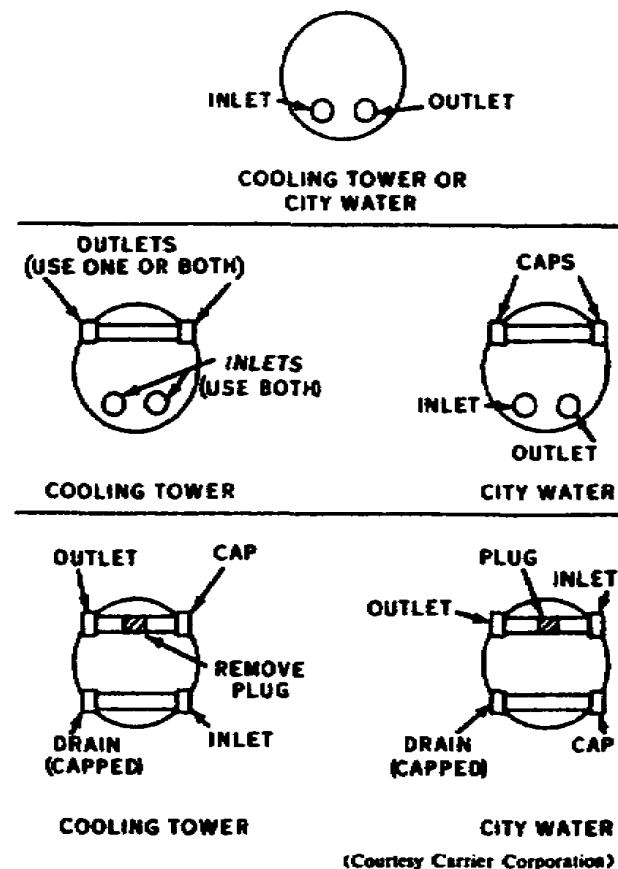 INLET
OUTLET
COOLING TOWER OR
CITY WATER
OUTLETS
(USE ONE OR BOTH)
INLETS
(USE BOTH)
COOLING TOWER
CAPS
INLET
OUTLET
CITY WATER
OUTLET
CAP
REMOVE
PLUG
DRAIN
(CAPPED)
INLET
COOLING TOWER
PLUG
INLET
OUTLET
DRAIN
(CAPPED)
CAP
CITY WATER
(Courtesy Carrier Corporation)